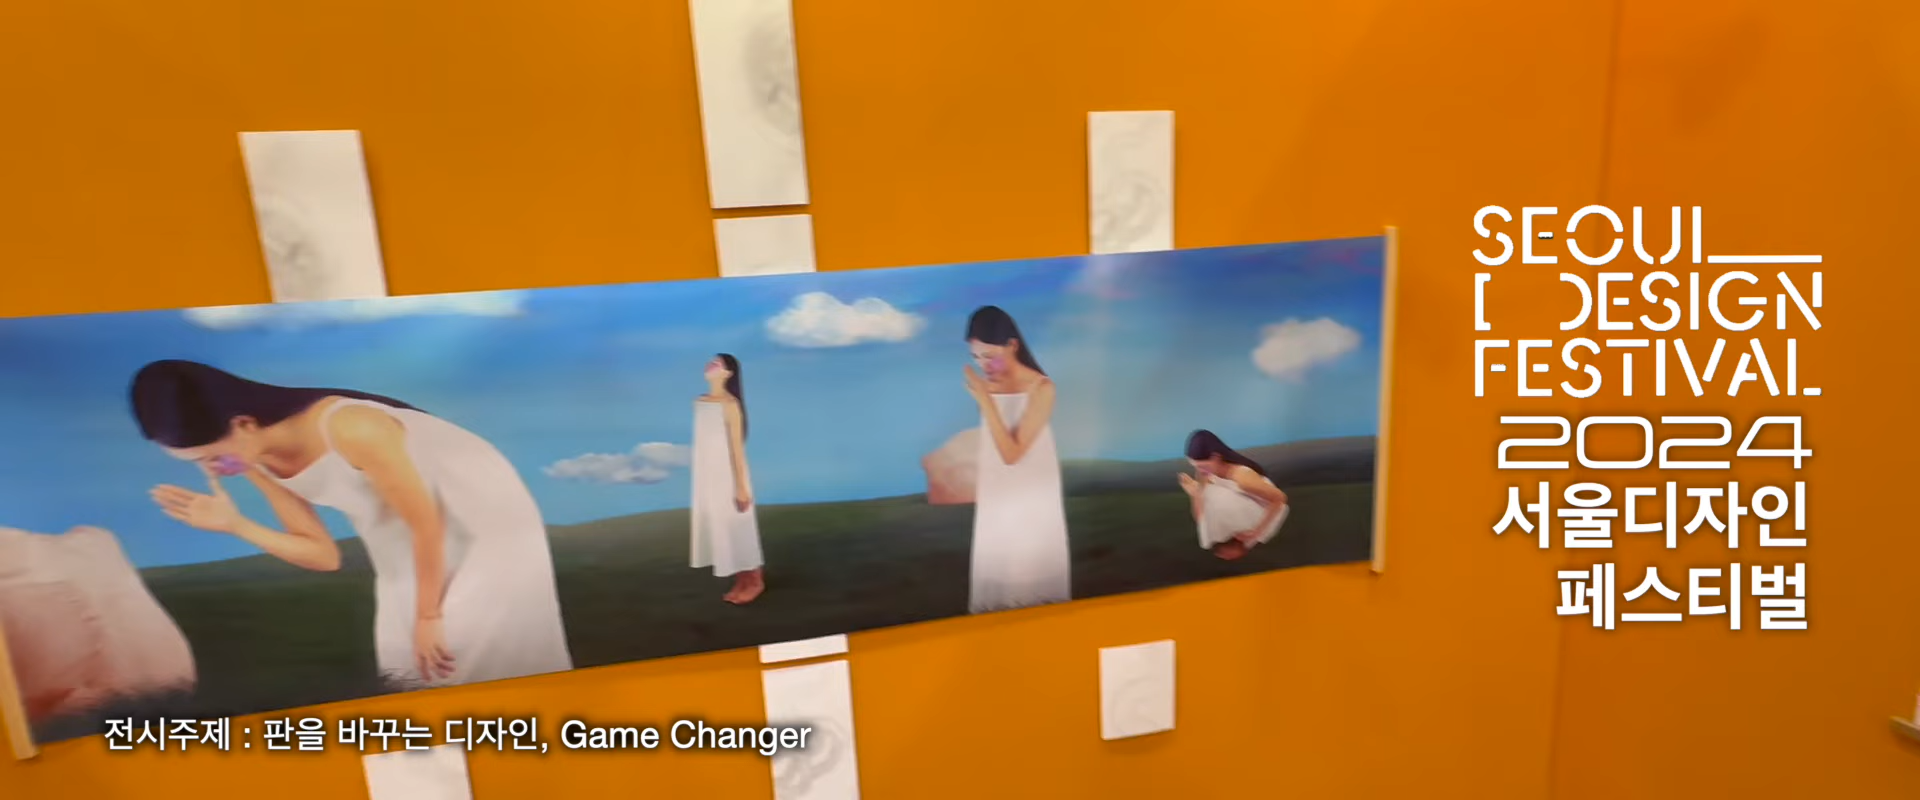 SEOUL
DESIGN
FESTIVAL
2024
서울디자인
페스티벌
전시주제 : 판을 바꾸는 디자인, Game Changer